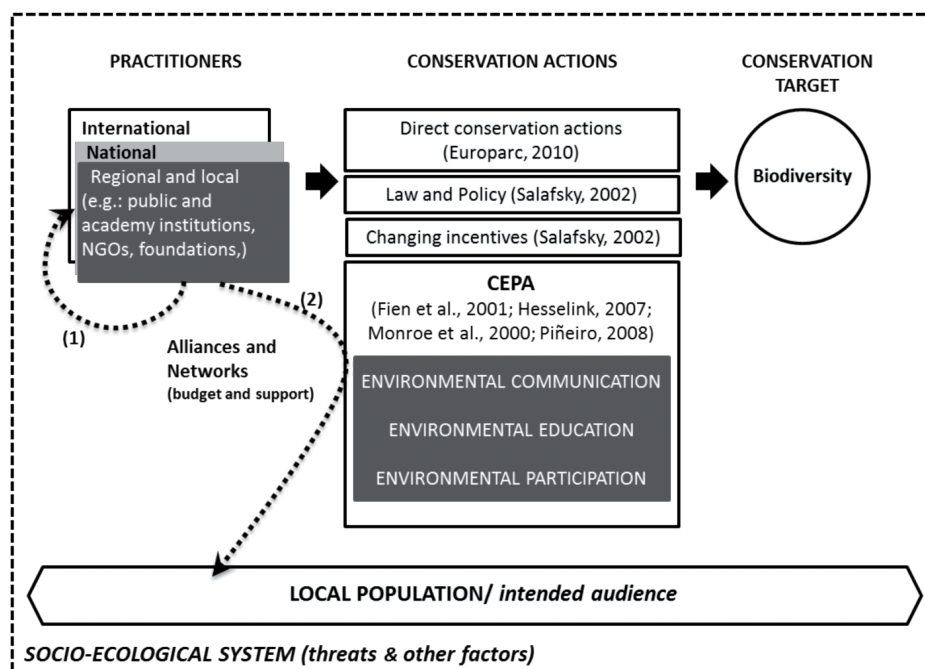 PRACTITIONERS
CONSERVATION ACTIONS
CONSERVATION
TARGET
International
National
Regional and local
(e.g.: public and
academy institutions,
NGOs, foundations,)
Direct conservation actions
(Europarc, 2010)
Law and Policy (Salafsky, 2002)
Changing incentives (Salafsky, 2002)
CEPA
(Fien et al., 2001; Hesselink, 2007;
Monroe et al., 2000; Piñeiro, 2008)
ENVIRONMENTAL COMMUNICATION
ENVIRONMENTAL EDUCATION
ENVIRONMENTAL PARTICIPATION
Biodiversity
(1)
(2)
Alliances and
Networks
(budget and support)
LOCAL POPULATION/ intended audience
SOCIO-ECOLOGICAL SYSTEM (threats & other factors)